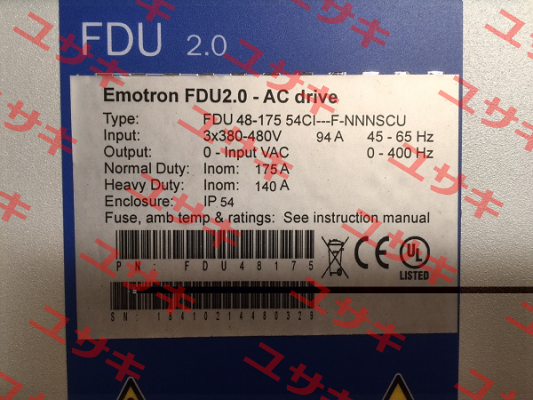 FDU 2.0
Emotron FDU2.0 - AC drive
Type: FDU 48-175 54CI---F-NNNSCU
Input: 3x380-480V 94 A 45 - 65 Hz
Output: 0 - Input VAC 0 - 400 Hz
Normal Duty: Inom: 175 A
Heavy Duty: Inom: 140 A
Enclosure: IP 54
Fuse, amb temp & ratings: See instruction manual
PN: FDU48175
CE
UL
LISTED
SN: 1841021480329
ユサキ